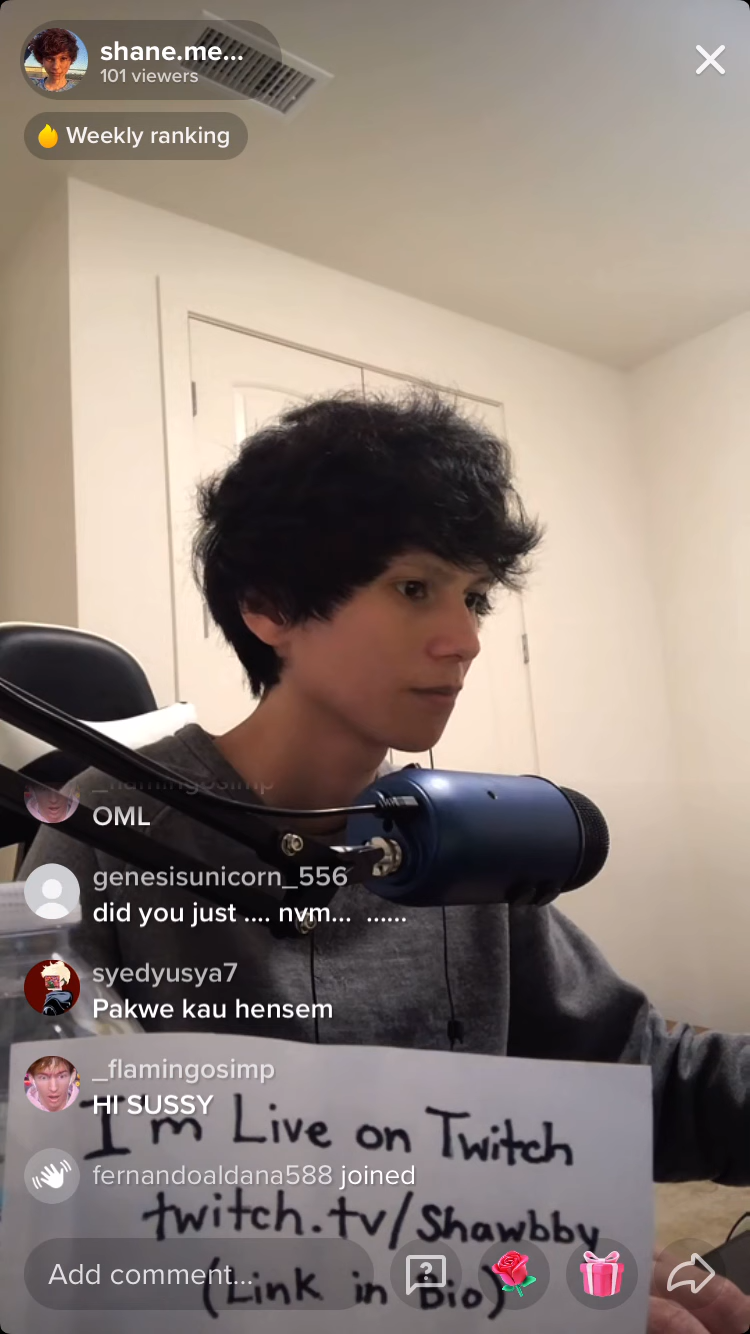 shane.me...
101 viewers
Weekly ranking
_flamingosimp
OML
genesisunicorn_556
did you just .... nvm... ......
syedyusya7
Pakwe kau hensem
_flamingosimp
HI SUSSY
I'm Live on Twitch
fernandoaldana588 joined
twitch.tv/Shawbby
Add comment...
(Link in Bio)